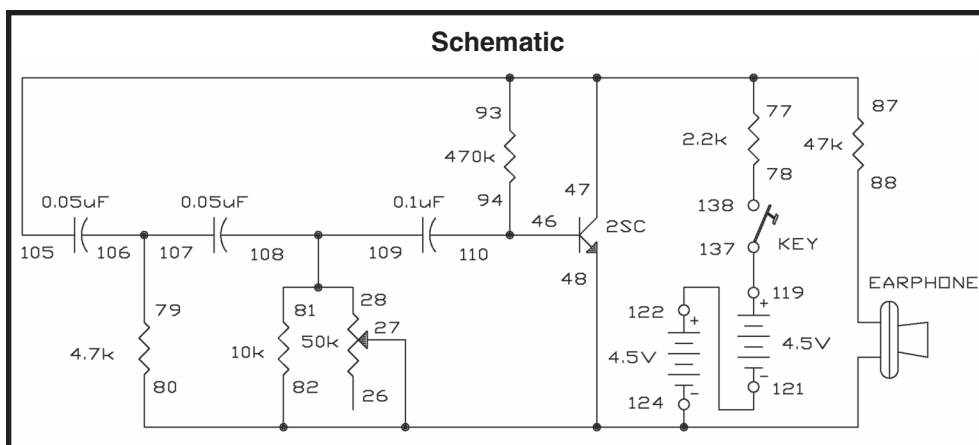 Schematic
93
77
87
2.2k
47k
470k
78
88
94
47
0.05uF
0.05uF
0.1uF
138
46
2SC
105
106
107
108
109
110
137
KEY
48
119
EARPHONE
+
79
81
28
122
+
27
4.7k
10k
50k
4.5V
4.5V
80
82
26
124
-
121
-